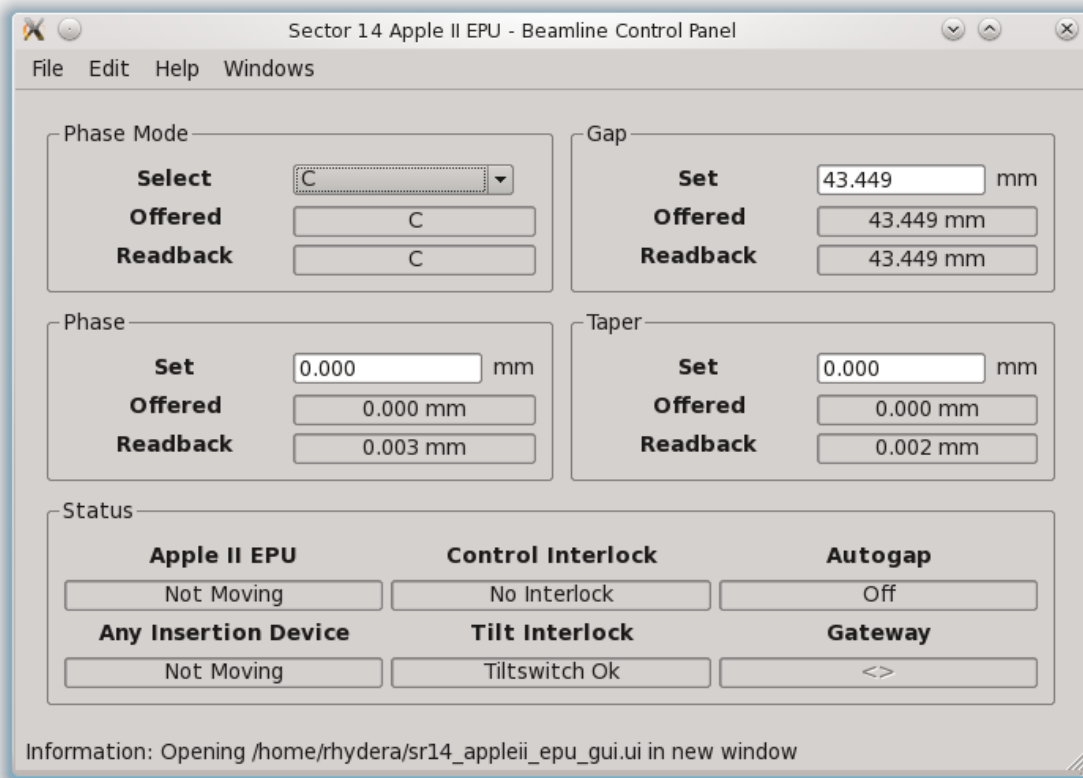 Sector 14 Apple II EPU - Beamline Control Panel
File Edit Help Windows
Phase Mode
Select C
Offered C
Readback C
Gap
Set 43.449 mm
Offered 43.449 mm
Readback 43.449 mm
Phase
Set 0.000 mm
Offered 0.000 mm
Readback 0.003 mm
Taper
Set 0.000 mm
Offered 0.000 mm
Readback 0.002 mm
Status
Apple II EPU Control Interlock Autogap
Not Moving No Interlock Off
Any Insertion Device Tilt Interlock Gateway
Not Moving Tiltswitch Ok <>
Information: Opening /home/rhydera/sr14_appleii_epu_gui.ui in new window